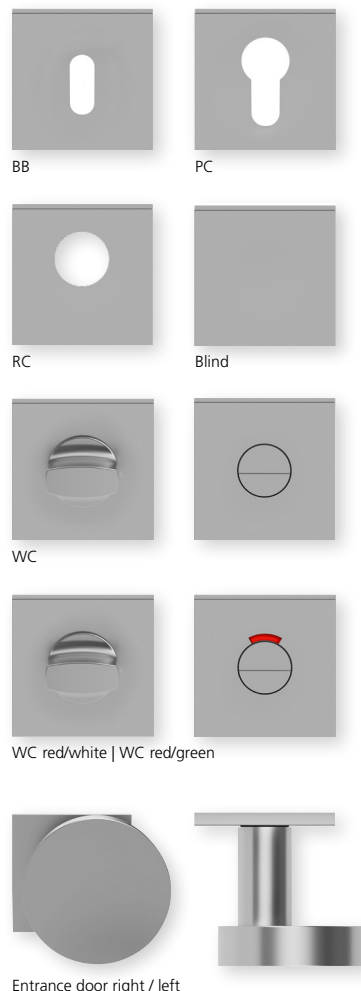 BB
PC
RC
Blind
WC
WC red/white | WC red/green
Entrance door right / left